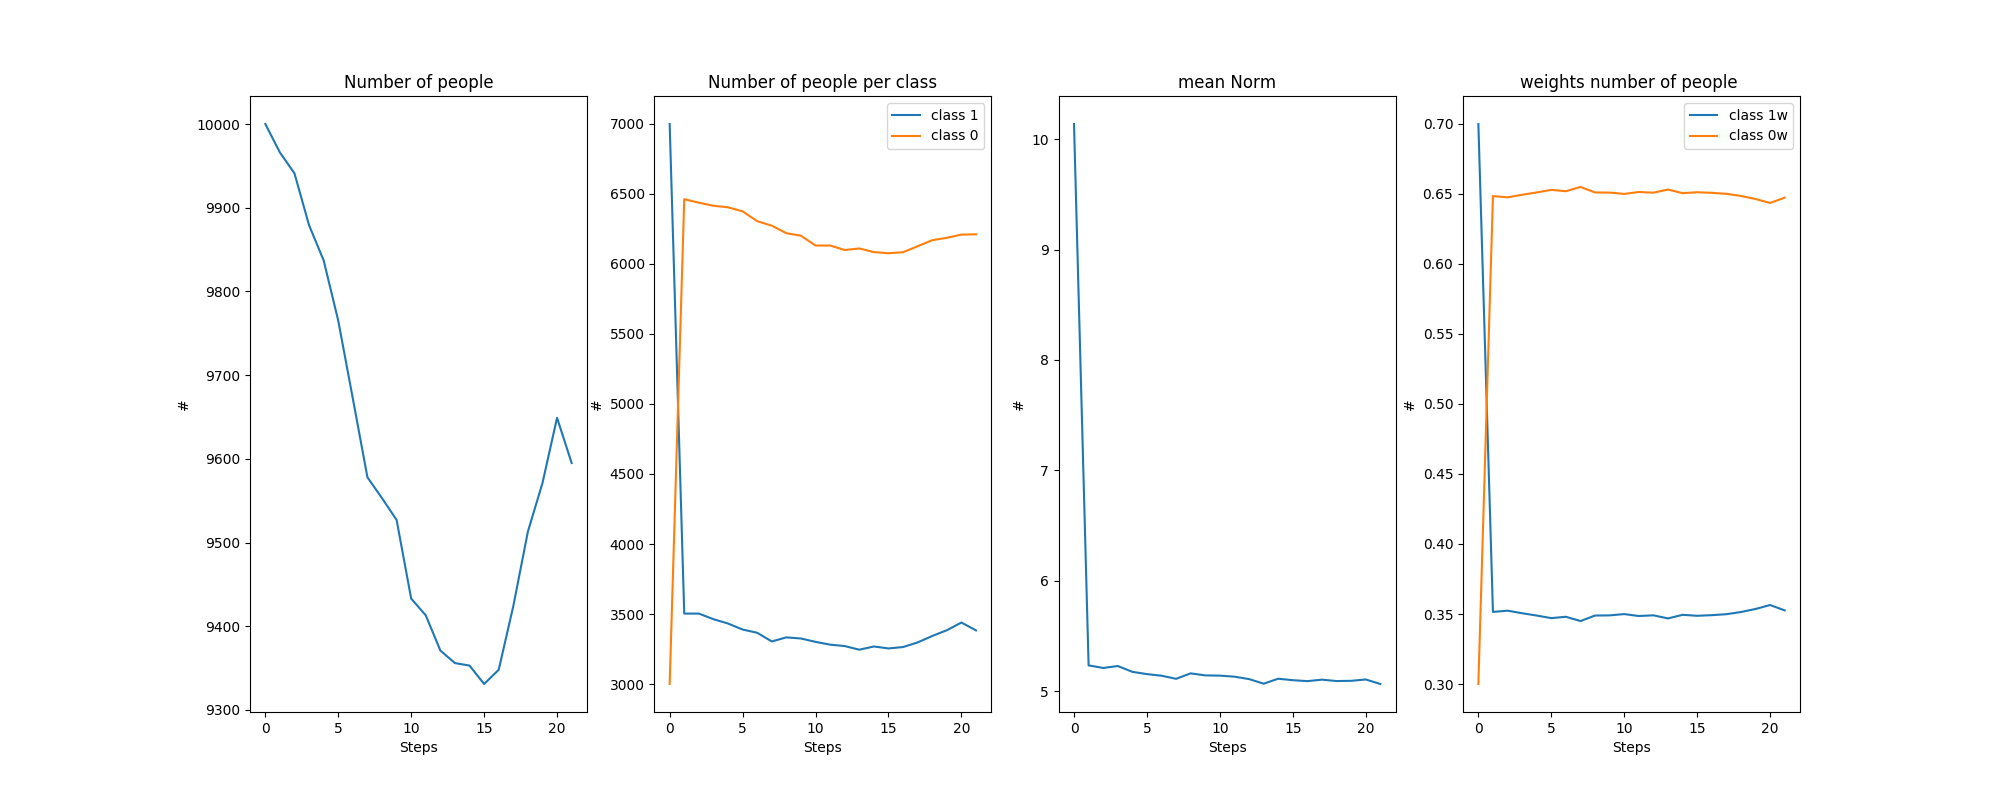 Number of people
10000
9900
9800
9700
9600
9500
9400
9300
#
0 5 10 15 20
Steps
Number of people per class
class 1
class 0
7000
6500
6000
5500
5000
4500
4000
3500
3000
#
0 5 10 15 20
Steps
mean Norm
10
9
8
7
6
5
#
0 5 10 15 20
Steps
weights number of people
class 1w
class 0w
0.70
0.65
0.60
0.55
0.50
0.45
0.40
0.35
0.30
#
0 5 10 15 20
Steps